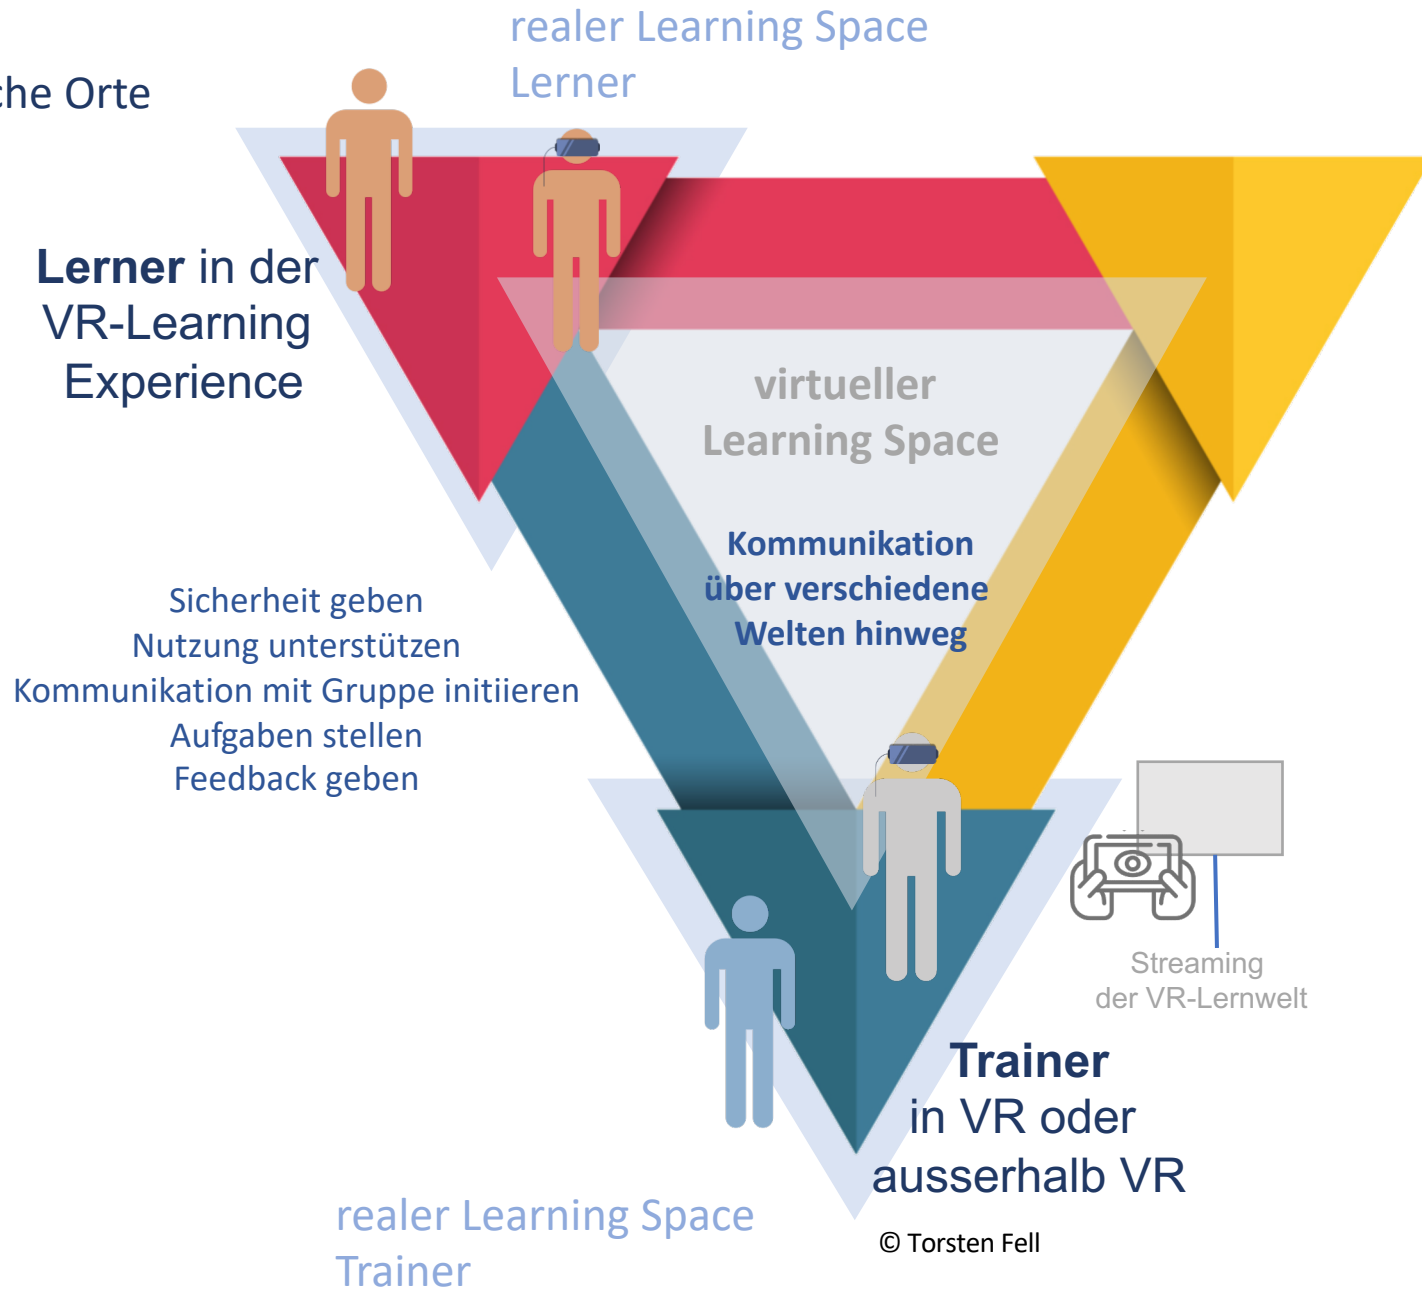 realer Learning Space
Lerner
che Orte
Lerner in der
VR-Learning
Experience
virtueller
Learning Space
Kommunikation
über verschiedene
Welten hinweg
Sicherheit geben
Nutzung unterstützen
Kommunikation mit Gruppe initiieren
Aufgaben stellen
Feedback geben
Streaming
der VR-Lernwelt
Trainer
in VR oder
ausserhalb VR
realer Learning Space
Trainer
© Torsten Fell